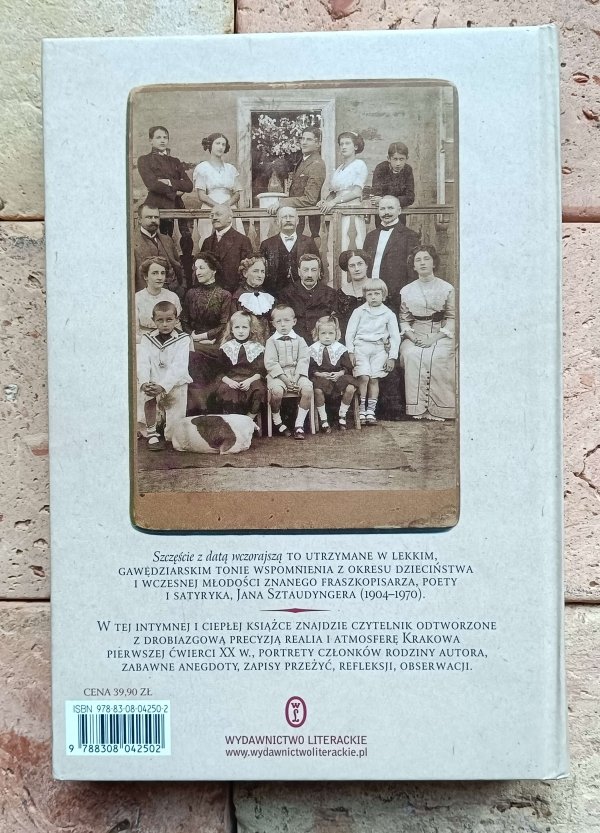 Szczęście z datą wczorajszą TO UTRZYMANE W LEKKIM,
GAWĘDZIARSKIM TONIE WSPOMNIENIA Z OKRESU DZIECIŃSTWA
I WCZESNEJ MŁODOŚCI ZNANEGO FRASZKOPISARZA, POETY
I SATYRYKA, JANA SZTAUDYNGERA (1904–1970).
W TEJ INTYMNEJ I CIEPŁEJ KSIĄŻCE ZNAJDZIE CZYTELNIK ODTWORZONE
Z DROBIAZGOWĄ PRECYZJĄ REALIA I ATMOSFERĘ KRAKOWA
PIERWSZEJ ĆWIERCI XX W., PORTRETY CZŁONKÓW RODZINY AUTORA,
ZABAWNE ANEGDOTY, ZAPISY PRZEŻYĆ, REFLEKSJI, OBSERWACJI.
CENA 39,90 ZŁ
ISBN 978-83-08-04250-2
9 788308 042502
WL
WYDAWNICTWO LITERACKIE
www.wydawnictwoliterackie.pl